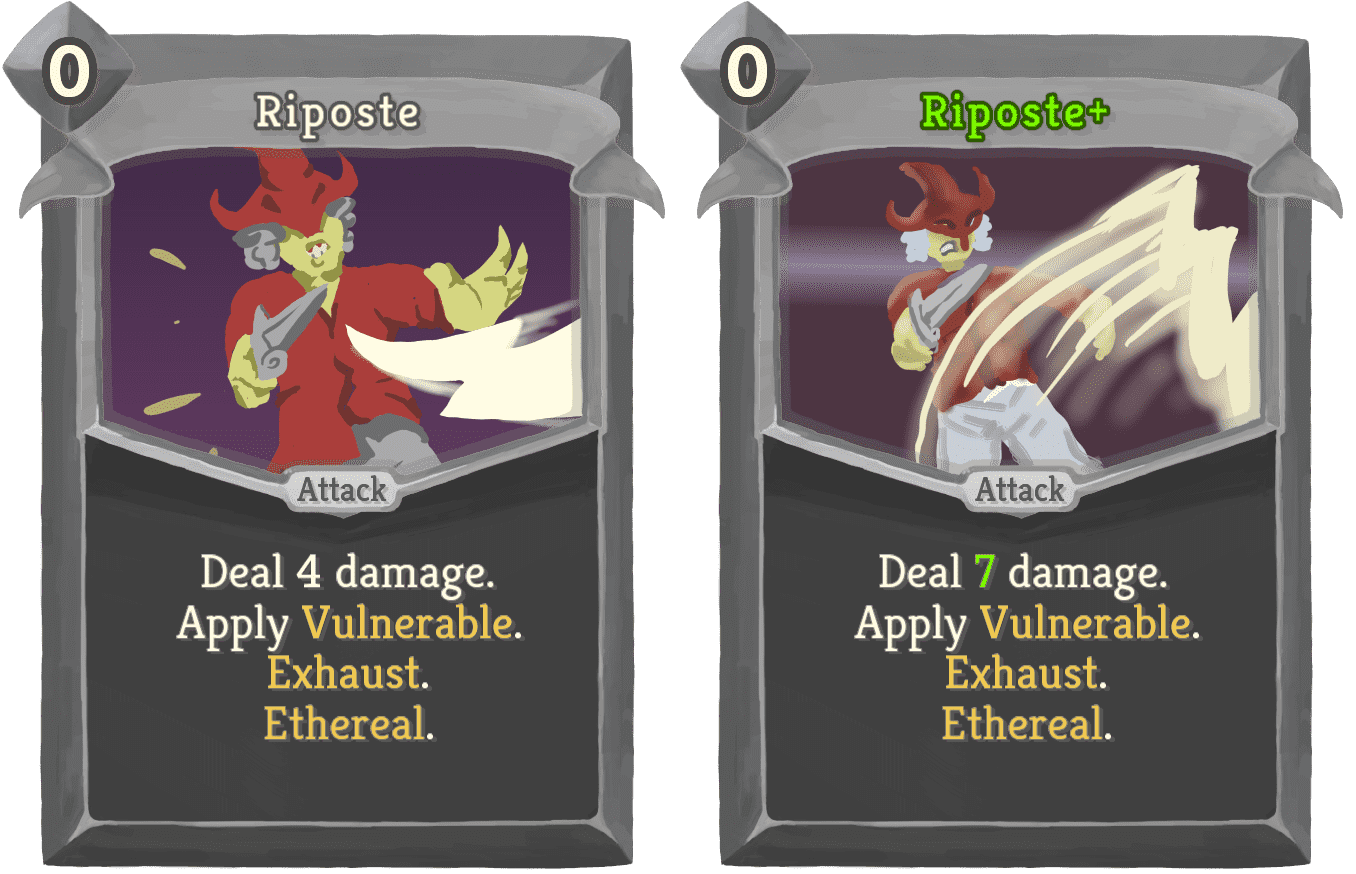 0
Riposte
Attack
Deal 4 damage.
Apply Vulnerable.
Exhaust.
Ethereal.
0
Riposte+
Attack
Deal 7 damage.
Apply Vulnerable.
Exhaust.
Ethereal.